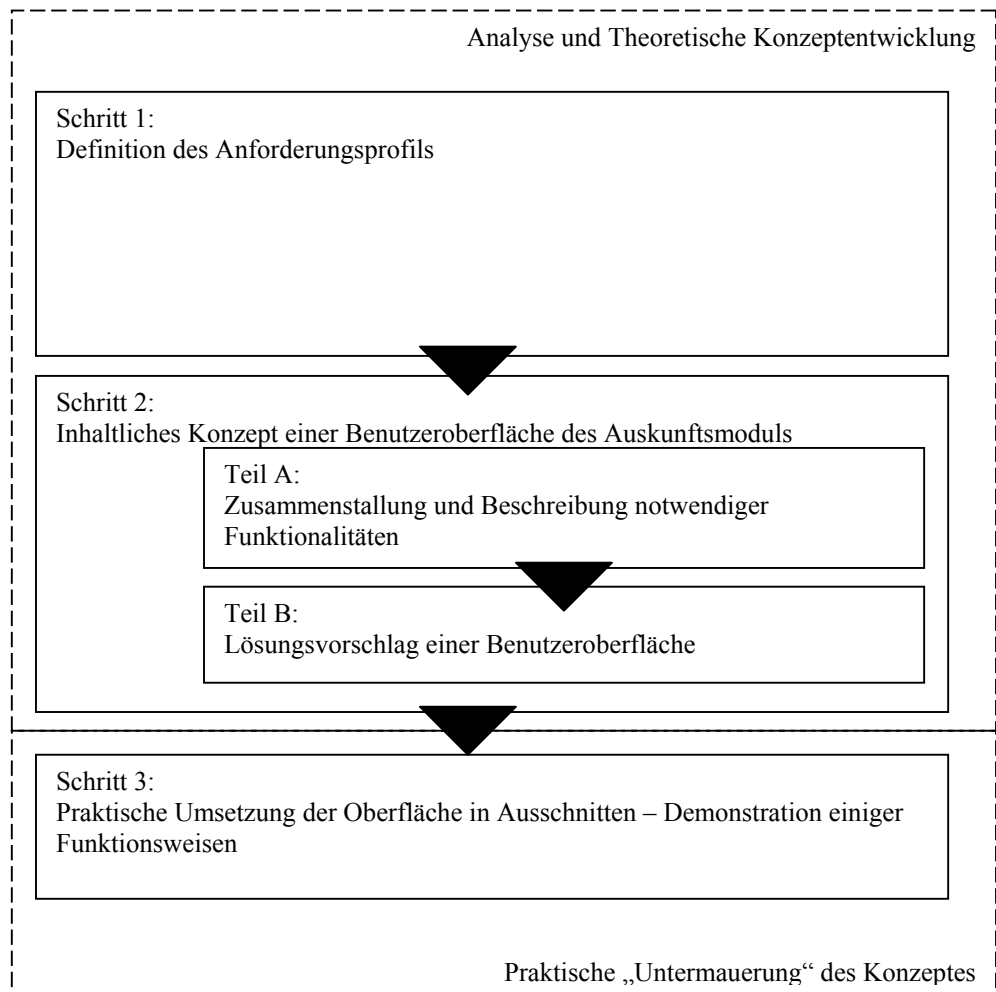 Analyse und Theoretische Konzeptentwicklung
Schritt 1:
Definition des Anforderungsprofils
Schritt 2:
Inhaltliches Konzept einer Benutzeroberfläche des Auskunftsmoduls
Teil A:
Zusammenstallung und Beschreibung notwendiger
Funktionalitäten
Teil B:
Lösungsvorschlag einer Benutzeroberfläche
Schritt 3:
Praktische Umsetzung der Oberfläche in Ausschnitten – Demonstration einiger
Funktionsweisen
Praktische „Untermauerung“ des Konzeptes